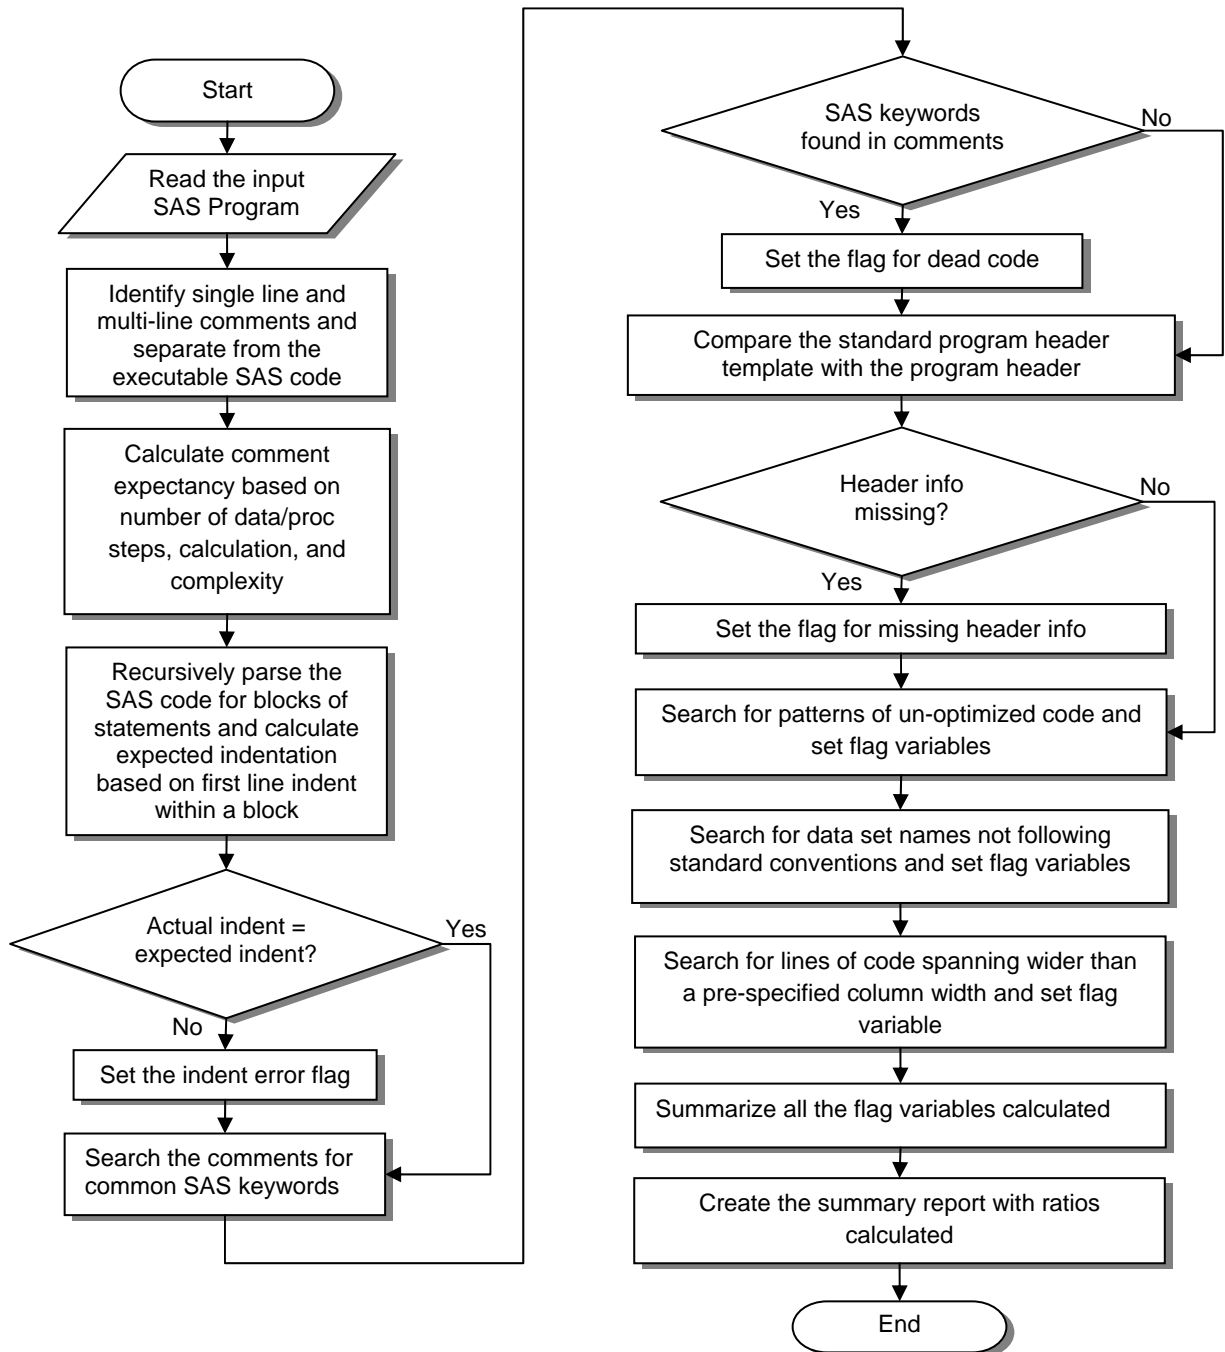 Start
Read the input
SAS Program
Identify single line and
multi-line comments and
separate from the
executable SAS code
Calculate comment
expectancy based on
number of data/proc
steps, calculation, and
complexity
Recursively parse the
SAS code for blocks of
statements and calculate
expected indentation
based on first line indent
within a block
Actual indent =
expected indent?
Yes
No
Set the indent error flag
Search the comments for
common SAS keywords
SAS keywords
found in comments
No
Yes
Set the flag for dead code
Compare the standard program header
template with the program header
Header info
missing?
No
Yes
Set the flag for missing header info
Search for patterns of un-optimized code and
set flag variables
Search for data set names not following
standard conventions and set flag variables
Search for lines of code spanning wider than
a pre-specified column width and set flag
variable
Summarize all the flag variables calculated
Create the summary report with ratios
calculated
End